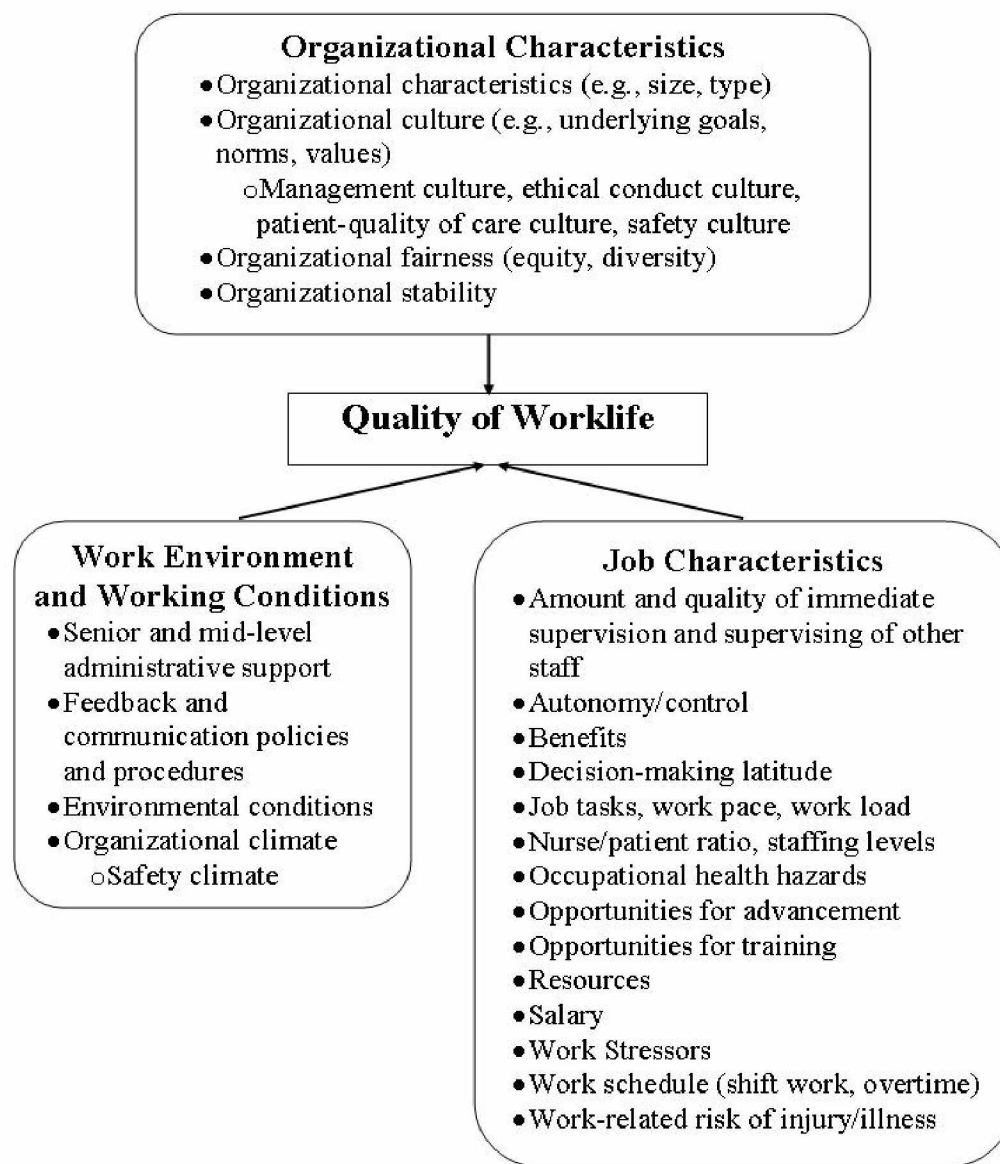 Organizational Characteristics
●Organizational characteristics (e.g., size, type)
●Organizational culture (e.g., underlying goals,
norms, values)
oManagement culture, ethical conduct culture,
patient-quality of care culture, safety culture
●Organizational fairness (equity, diversity)
●Organizational stability
Quality of Worklife
Work Environment
and Working Conditions
●Senior and mid-level
administrative support
●Feedback and
communication policies
and procedures
●Environmental conditions
●Organizational climate
oSafety climate
Job Characteristics
●Amount and quality of immediate
supervision and supervising of other
staff
●Autonomy/control
●Benefits
●Decision-making latitude
●Job tasks, work pace, work load
●Nurse/patient ratio, staffing levels
●Occupational health hazards
●Opportunities for advancement
●Opportunities for training
●Resources
●Salary
●Work Stressors
●Work schedule (shift work, overtime)
●Work-related risk of injury/illness